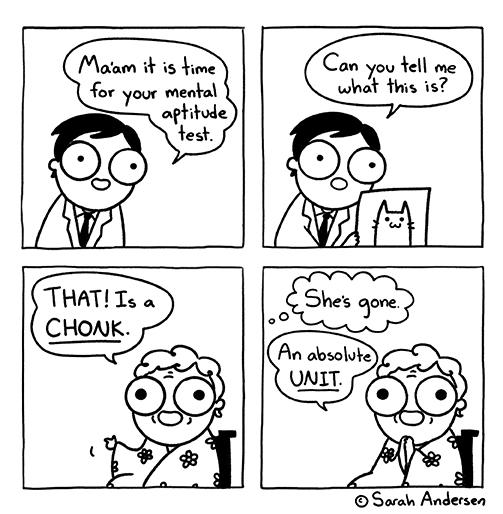 Ma'am it is time
for your mental
aptitude
test.
Can you tell me
what this is?
THAT! Is a
CHONK.
She's gone.
An absolute
UNIT.
© Sarah Andersen